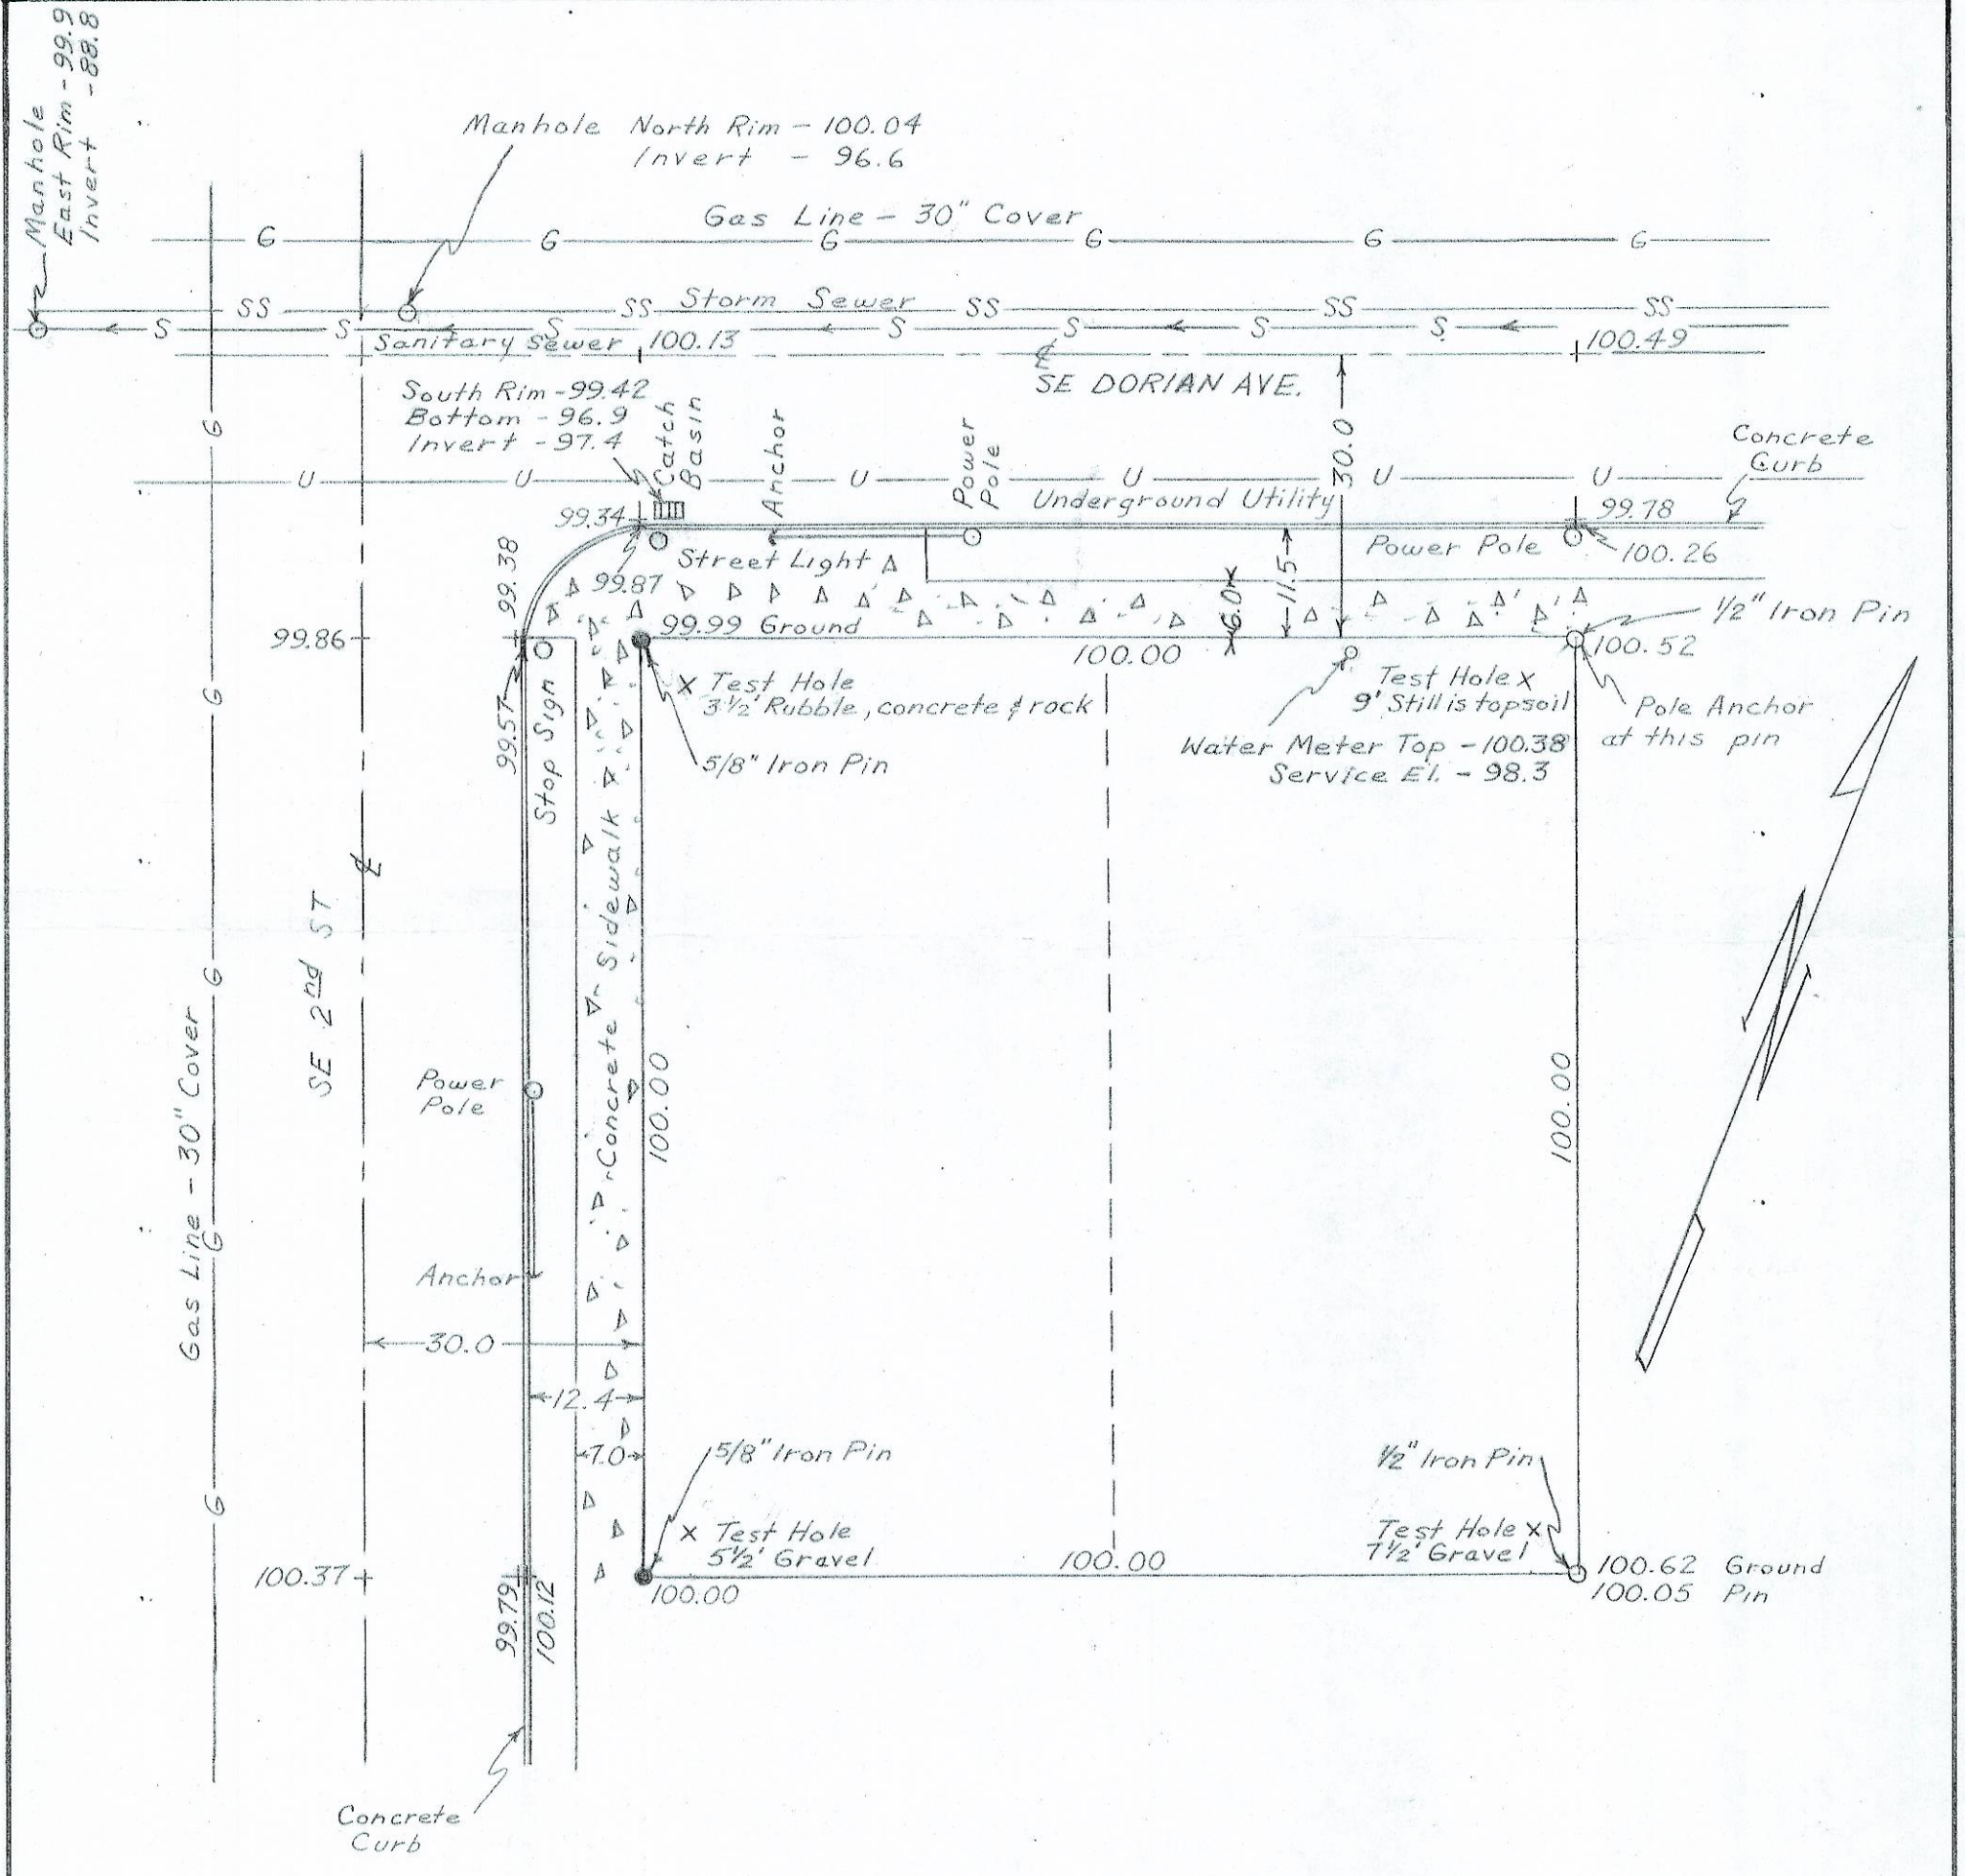 Manhole
East Rim - 99.9
Invert - 88.8
Manhole North Rim - 100.04
Invert - 96.6
Gas Line - 30" Cover
G G G G G G
SS SS Storm Sewer SS SS SS
S S S S S S S
Sanitary Sewer 100.13
100.49
℄
SE DORIAN AVE.
South Rim - 99.42
Bottom - 96.9
Invert - 97.4
Catch
Basin
Anchor
Power
Pole
30.0
Concrete
Curb
U U U U U U
Underground Utility
99.34
99.78
Power Pole
100.26
Street Light
99.38
99.87
11.5
6.0
1/2" Iron Pin
99.86
99.99 Ground
100.00
100.52
X Test Hole
3 1/2' Rubble, concrete & rock
Test Hole X
9' Still is topsoil
Pole Anchor
at this pin
99.57
Stop Sign
5/8" Iron Pin
Water Meter Top - 100.38
Service El. - 98.3
G
G
G
G
G
℄
SE 2nd ST
Gas Line - 30" Cover
Concrete Sidewalk
Power
Pole
100.00
100.00
Anchor
30.0
12.4
7.0
5/8" Iron Pin
1/2" Iron Pin
X Test Hole
5 1/2' Gravel
Test Hole X
7 1/2' Gravel
100.37
99.79
100.12
100.00
100.00
100.62 Ground
100.05 Pin
Concrete
Curb